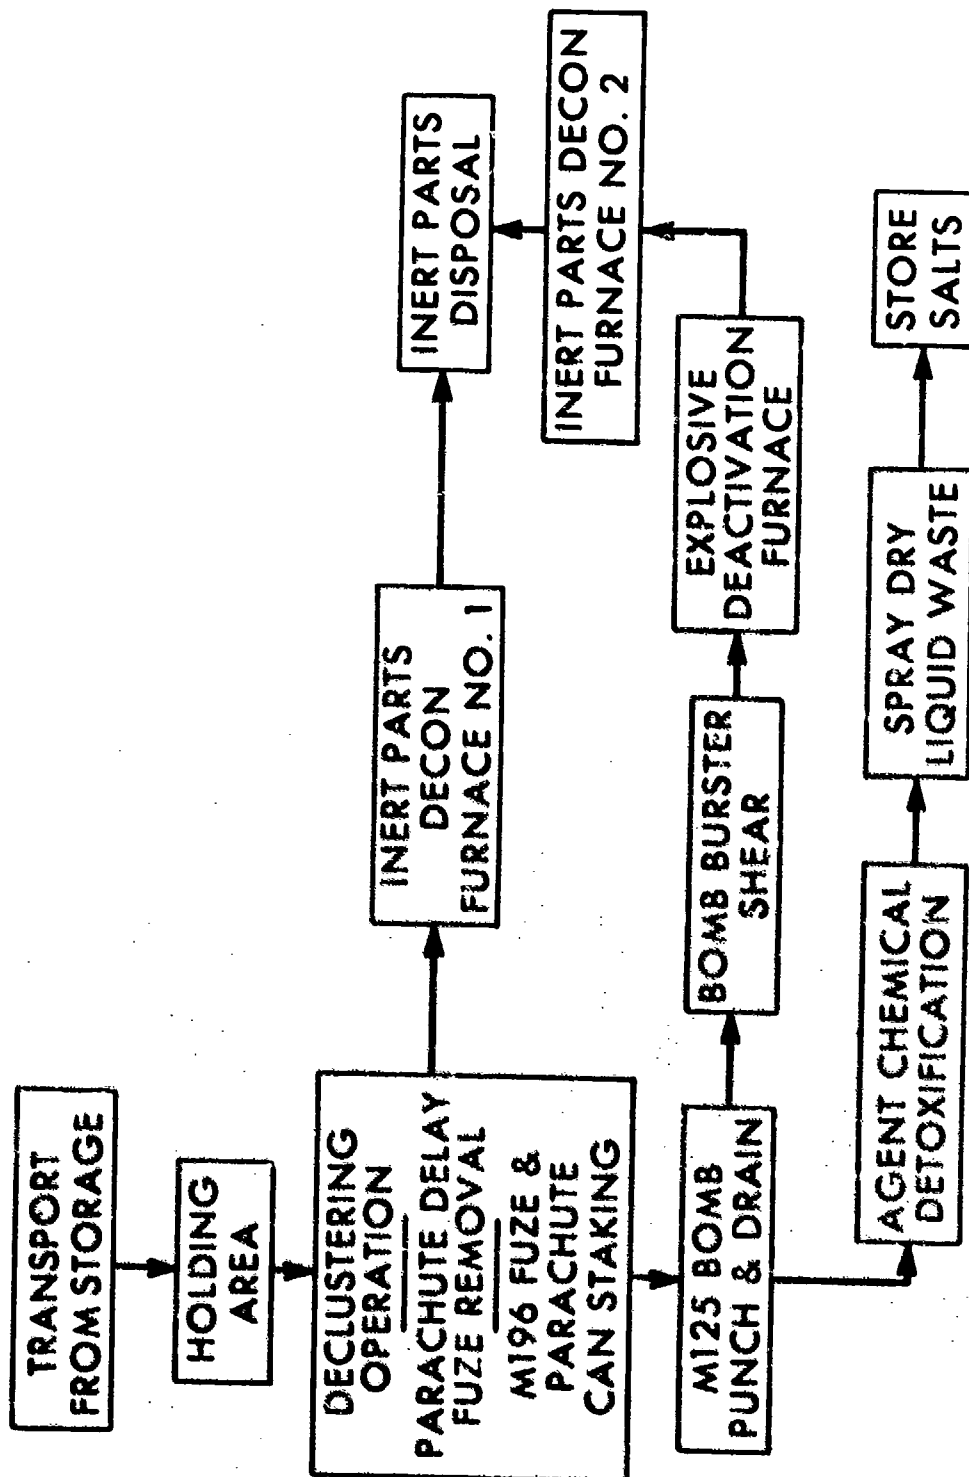 TRANSPORT
FROM STORAGE
HOLDING
AREA
DECLUSTERING
OPERATION
PARACHUTE DELAY
FUZE REMOVAL
M196 FUZE &
PARACHUTE
CAN STAKING
INERT PARTS
DECON
FURNACE NO. 1
INERT PARTS
DISPOSAL
INERT PARTS DECON
FURNACE NO. 2
M125 BOMB
PUNCH & DRAIN
BOMB BURSTER
SHEAR
EXPLOSIVE
DEACTIVATION
FURNACE
AGENT CHEMICAL
DETOXIFICATION
SPRAY DRY
LIQUID WASTE
STORE
SALTS